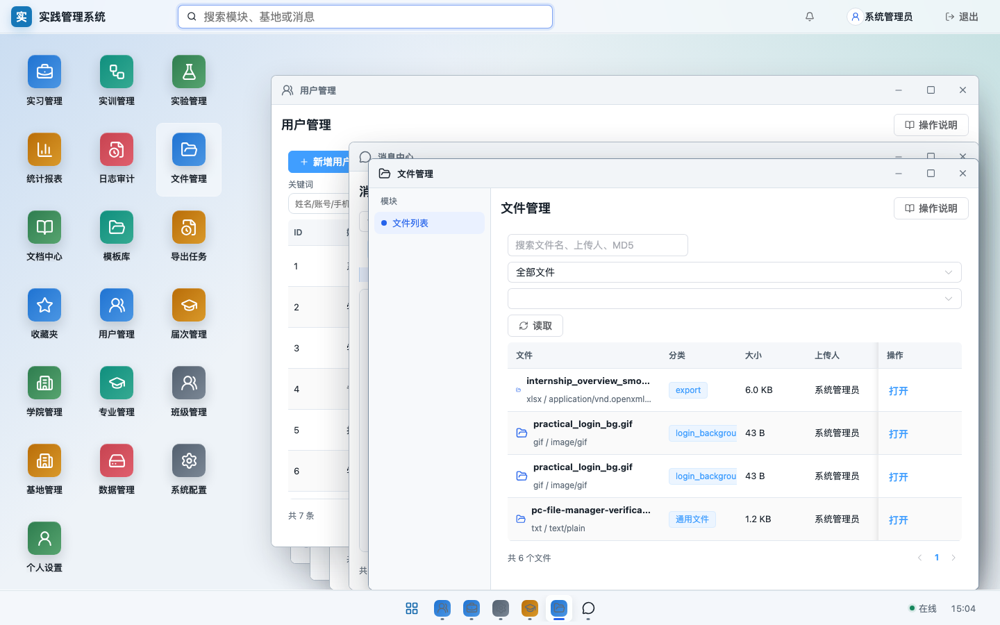 实 实践管理系统
搜索模块、基地或消息
系统管理员
退出
实习管理
实训管理
实验管理
统计报表
日志审计
文件管理
文档中心
模板库
导出任务
收藏夹
用户管理
届次管理
学院管理
专业管理
班级管理
基地管理
数据管理
系统配置
个人设置
用户管理
用户管理
操作说明
新增用户
关键词
姓名/账号/手机
ID
1
2
3
4
5
6
共 7 条
消息中心
消
共
文件管理
模块
文件列表
文件管理
操作说明
搜索文件名、上传人、MD5
全部文件
读取
文件 分类 大小 上传人 操作
internship_overview_smo...
xlsx / application/vnd.openxml...
export 6.0 KB 系统管理员 打开
practical_login_bg.gif
gif / image/gif
login_backgrou 43 B 系统管理员 打开
practical_login_bg.gif
gif / image/gif
login_backgrou 43 B 系统管理员 打开
pc-file-manager-verifica...
txt / text/plain
通用文件 1.2 KB 系统管理员 打开
共 6 个文件
1
在线
15:04